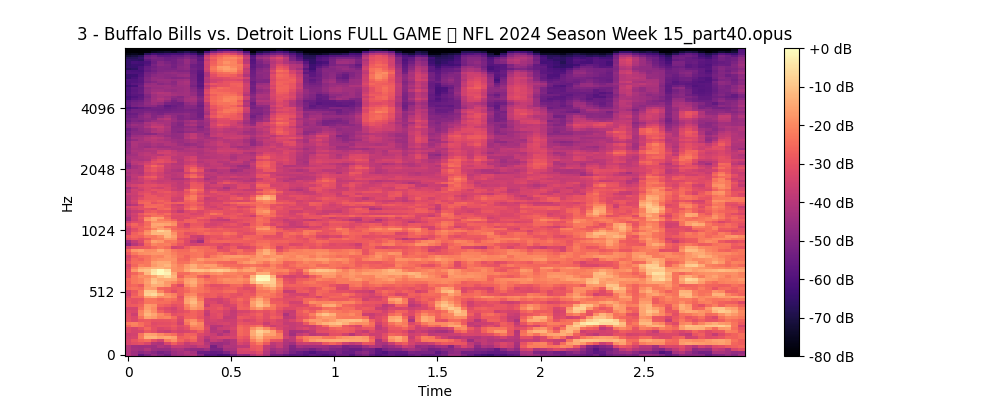 3 - Buffalo Bills vs. Detroit Lions FULL GAME ▯ NFL 2024 Season Week 15_part40.opus
+0 dB
4096
-10 dB
-20 dB
2048
-30 dB
Hz
-40 dB
1024
-50 dB
512
-60 dB
-70 dB
0
-80 dB
0 0.5 1 1.5 2 2.5
Time